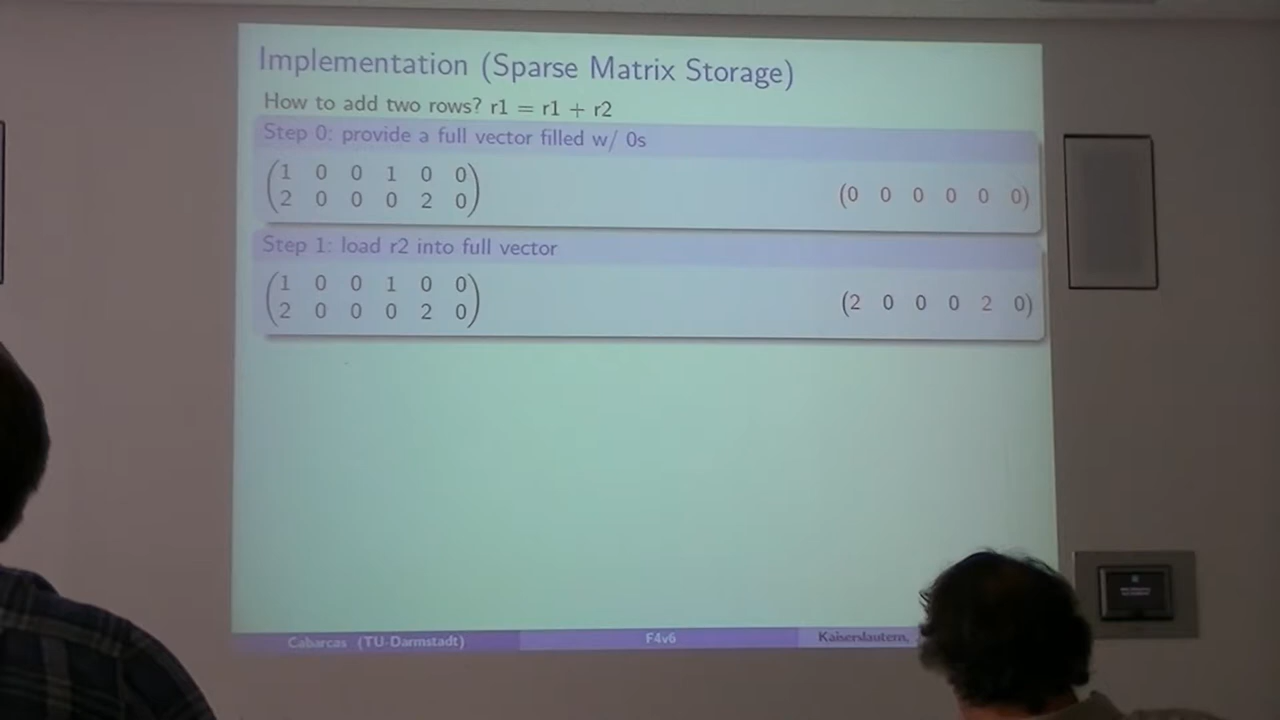 Implementation (Sparse Matrix Storage)
How to add two rows? r1 = r1 + r2
Step 0: provide a full vector filled w/ 0s
(1 0 0 1 0 0) (0 0 0 0 0 0)
(2 0 0 0 2 0)
Step 1: load r2 into full vector
(1 0 0 1 0 0) (2 0 0 0 2 0)
(2 0 0 0 2 0)
Cabarcas (TU-Darmstadt) F4v6 Kaiserslautern,